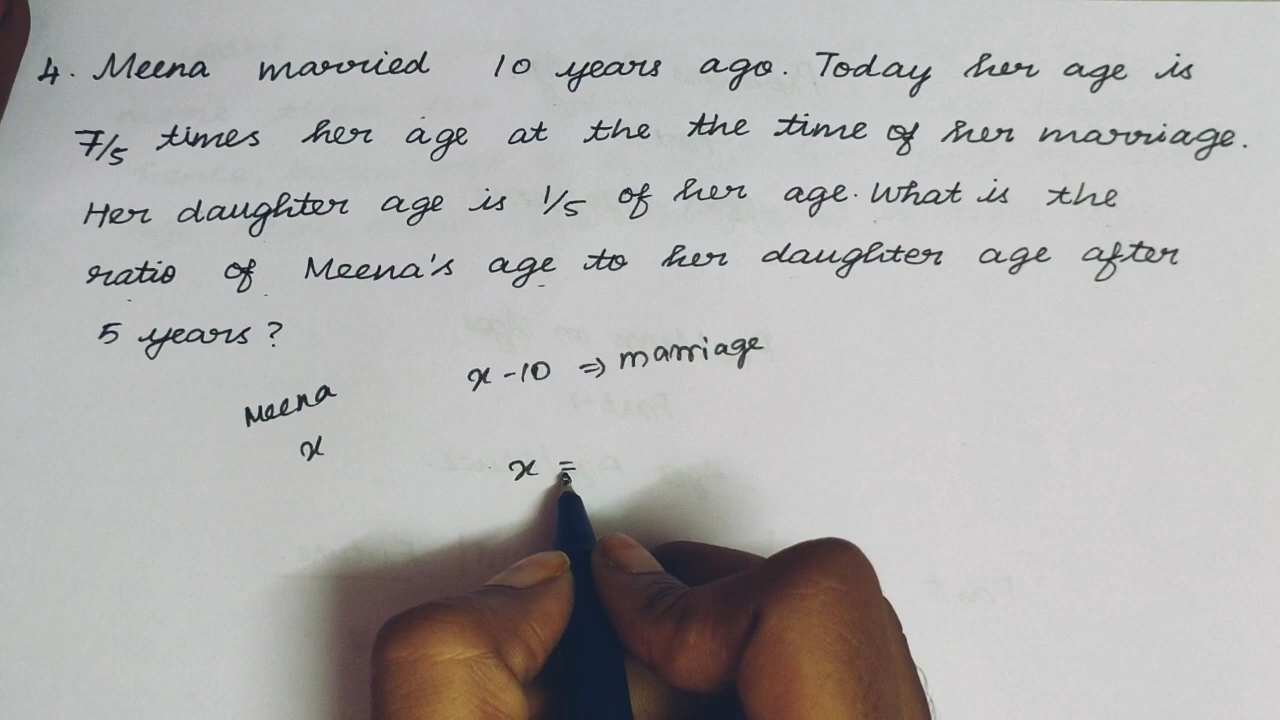 4. Meena married 10 years ago. Today her age is
7/5 times her age at the the time of her marriage.
Her daughter age is 1/5 of her age. What is the
ratio of Meena's age to her daughter age after
5 years?
x - 10 ⇒ marriage
Meena
x
x =